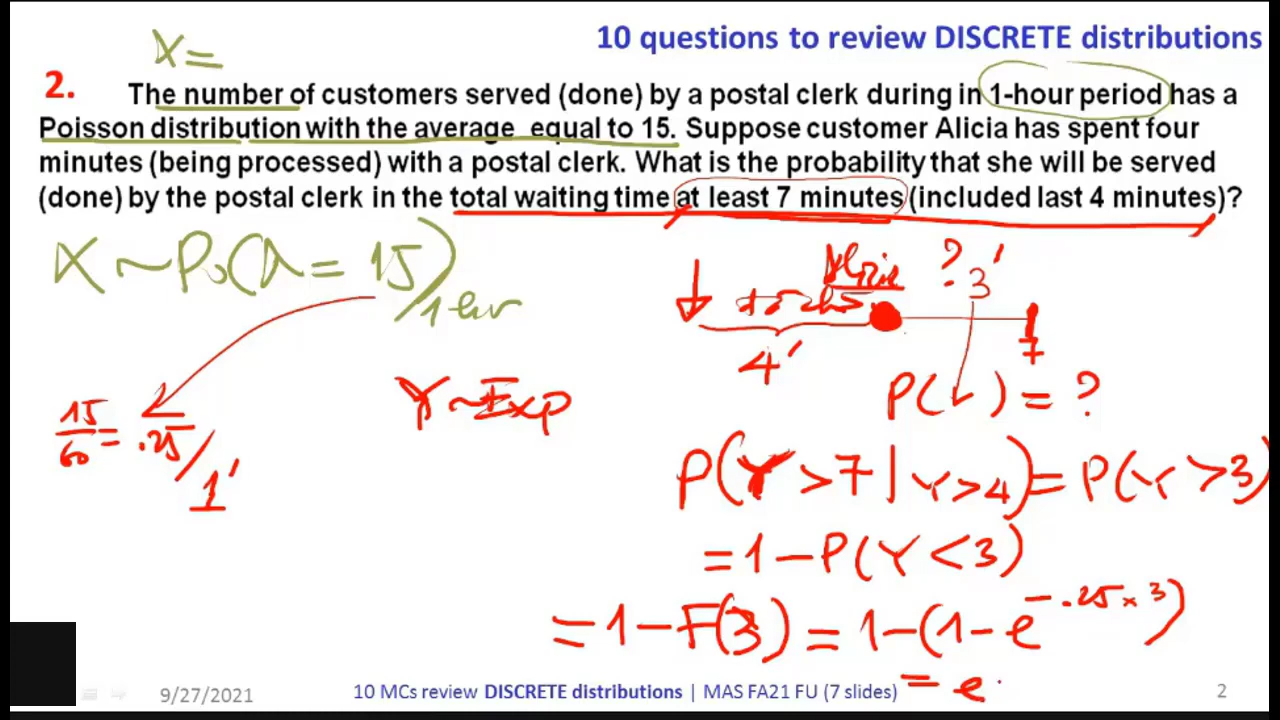 10 questions to review DISCRETE distributions
X =
2. The number of customers served (done) by a postal clerk during in 1-hour period has a
Poisson distribution with the average equal to 15. Suppose customer Alicia has spent four
minutes (being processed) with a postal clerk. What is the probability that she will be served
(done) by the postal clerk in the total waiting time at least 7 minutes (included last 4 minutes)?
X ~ Po(λ = 15)
/1
? 3'
4'
7
15/60 = .25/1'
Y ~ Exp
P( ) = ?
P(Y > 7 | Y > 4) = P(Y > 3)
= 1 - P(Y < 3)
= 1 - F(3) = 1 - (1 - e^-.25 x 3)
= e
9/27/2021
10 MCs review DISCRETE distributions | MAS FA21 FU (7 slides)
2